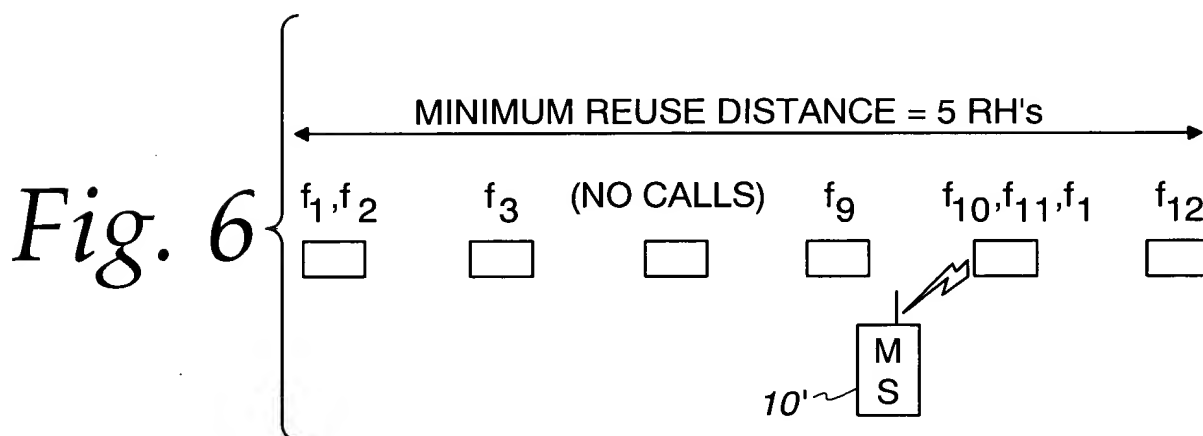 MINIMUM REUSE DISTANCE = 5 RH'S
Fig. 6
f1,f2 f3 (NO CALLS) f9 f10,f11,f1 f12
M
S
10'